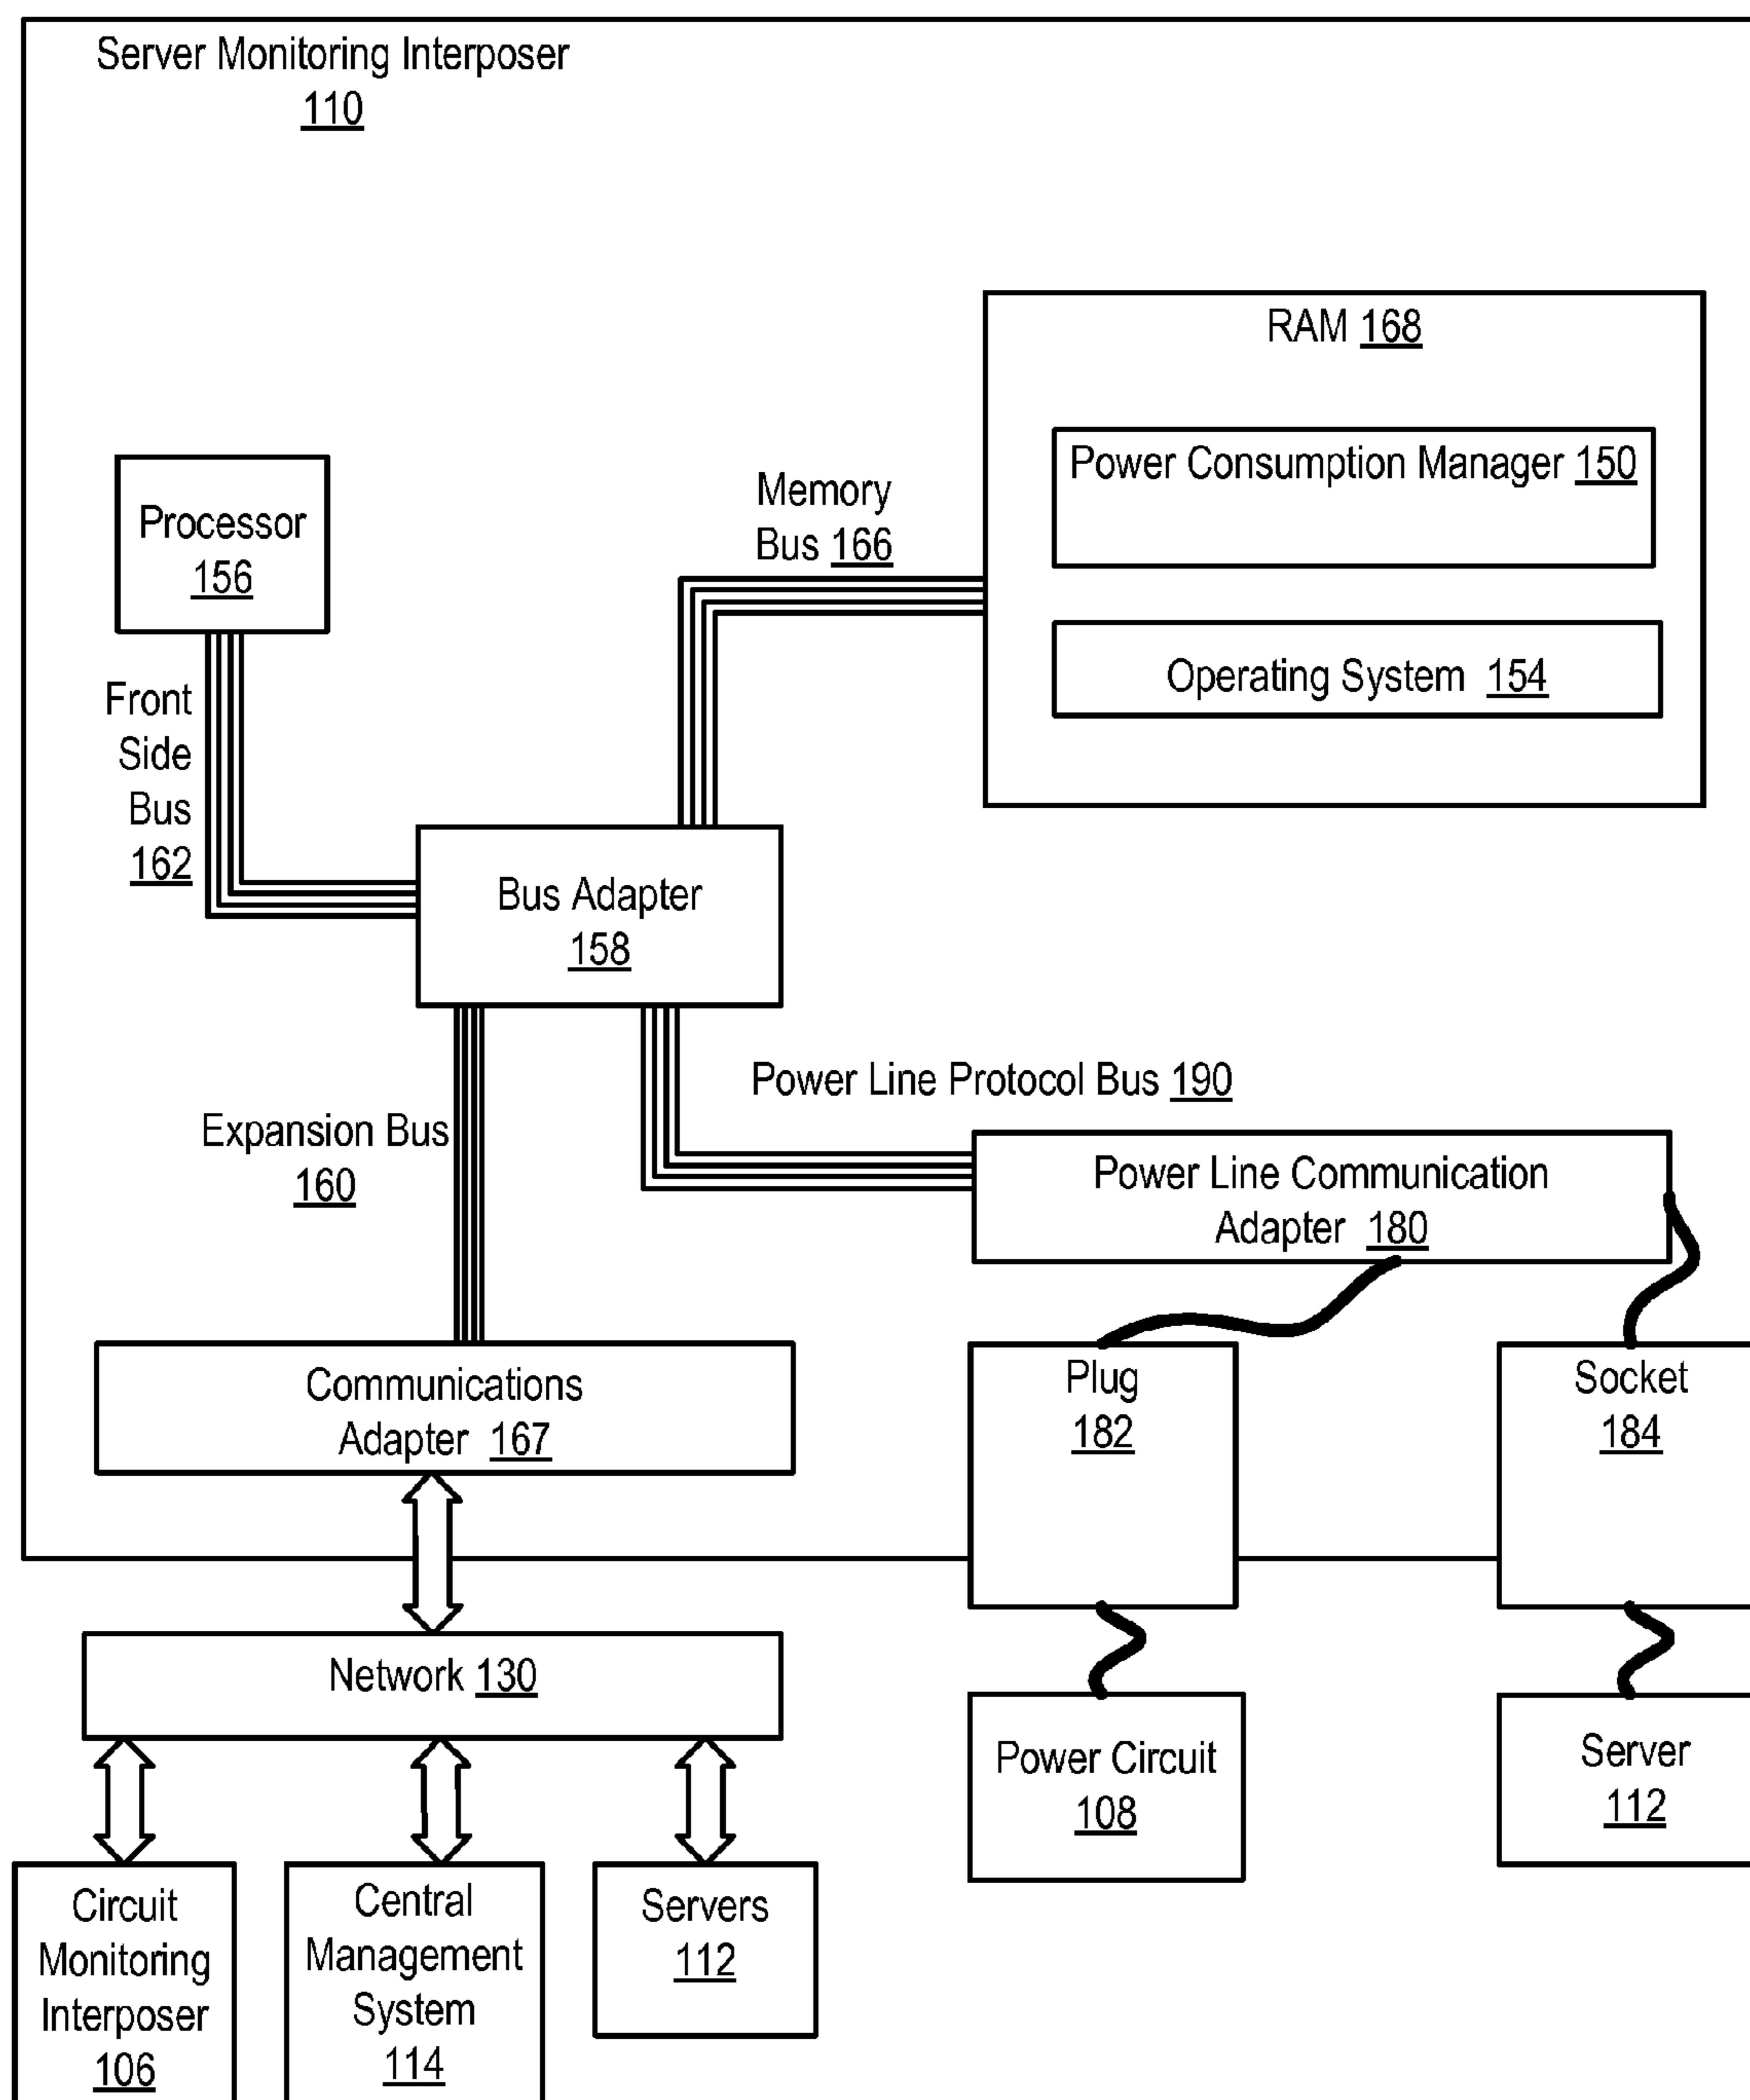 Server Monitoring Interposer
110
RAM 168
Power Consumption Manager 150
Operating System 154
Processor
156
Memory
Bus 166
Front
Side
Bus
162
Bus Adapter
158
Power Line Protocol Bus 190
Expansion Bus
160
Power Line Communication
Adapter 180
Communications
Adapter 167
Plug
182
Socket
184
Network 130
Power Circuit
108
Server
112
Circuit
Monitoring
Interposer
106
Central
Management
System
114
Servers
112